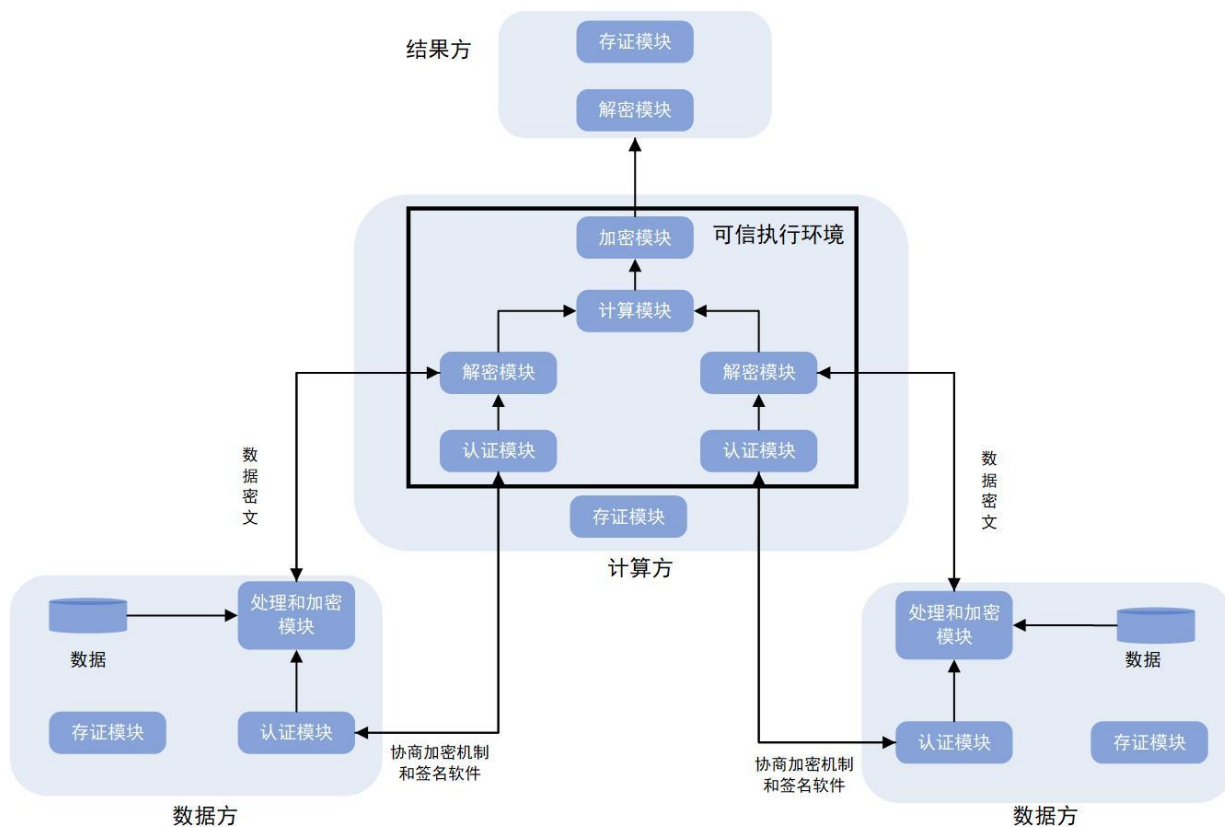 结果方
存证模块
解密模块
可信执行环境
加密模块
计算模块
解密模块
解密模块
认证模块
认证模块
存证模块
计算方
数据密文
数据密文
处理和加密
模块
数据
存证模块
认证模块
协商加密机制
和签名软件
数据方
处理和加密
模块
数据
认证模块
存证模块
协商加密机制
和签名软件
数据方